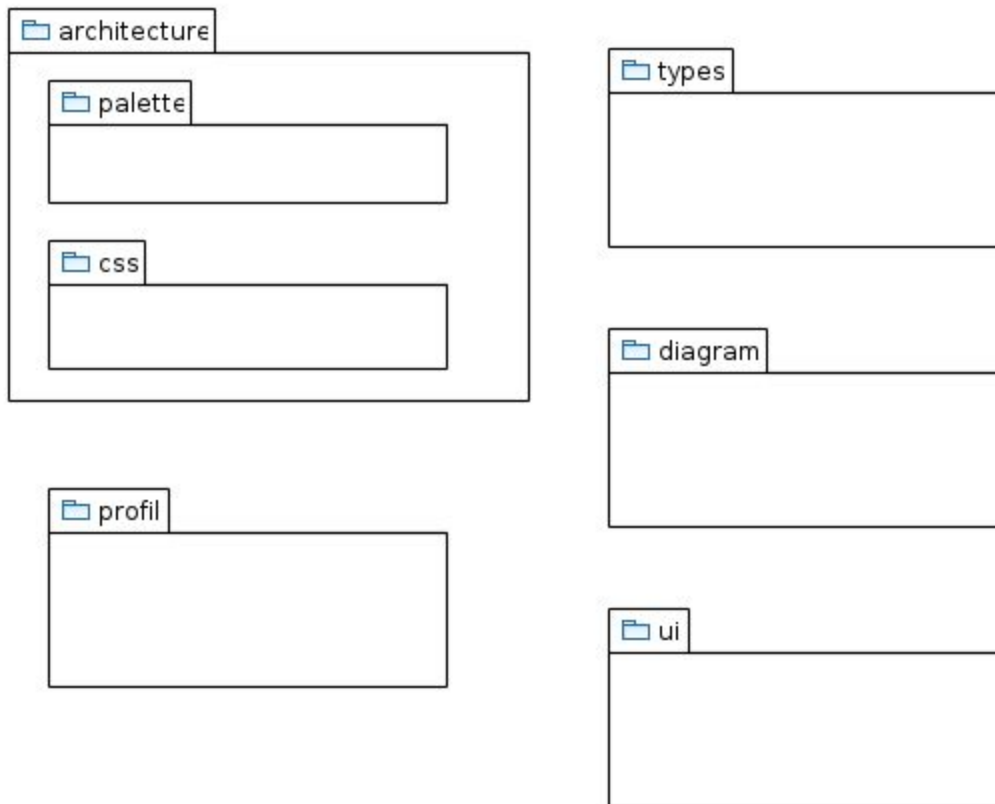 architecture
palette
css
profil
types
diagram
ui